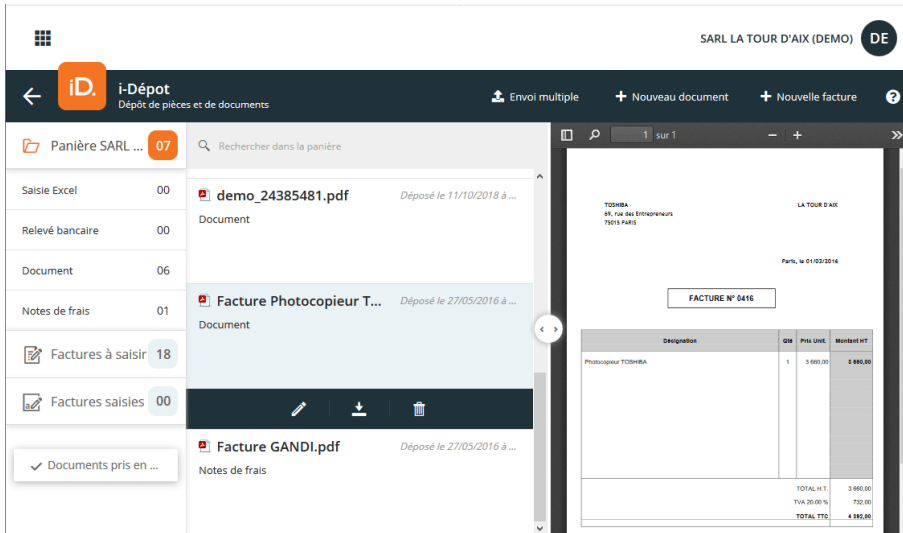 SARL LA TOUR D'AIX (DEMO) DE
iD. i-Dépot
Dépôt de pièces et de documents
Envoi multiple
Nouveau document
Nouvelle facture
Panière SARL ... 07
Saisie Excel 00
Relevé bancaire 00
Document 06
Notes de frais 01
Factures à saisir 18
Factures saisies 00
Documents pris en ...
Rechercher dans la panière
demo_24385481.pdf Déposé le 11/10/2018 à ...
Document
Facture Photocopieur T... Déposé le 27/05/2016 à ...
Document
Facture GANDI.pdf Déposé le 27/05/2016 à ...
Notes de frais
1 sur 1
TOSHIBA LA TOUR D'AIX
69, rue des Entrepreneurs
75015 PARIS
Paris, le 01/03/2016
FACTURE N° 0416
Désignation Qté Prix Unit. Montant HT
Photocopieur TOSHIBA 1 3 660,00 3 660,00
TOTAL H.T. 3 660,00
TVA 20.00 % 732,00
TOTAL TTC 4 392,00